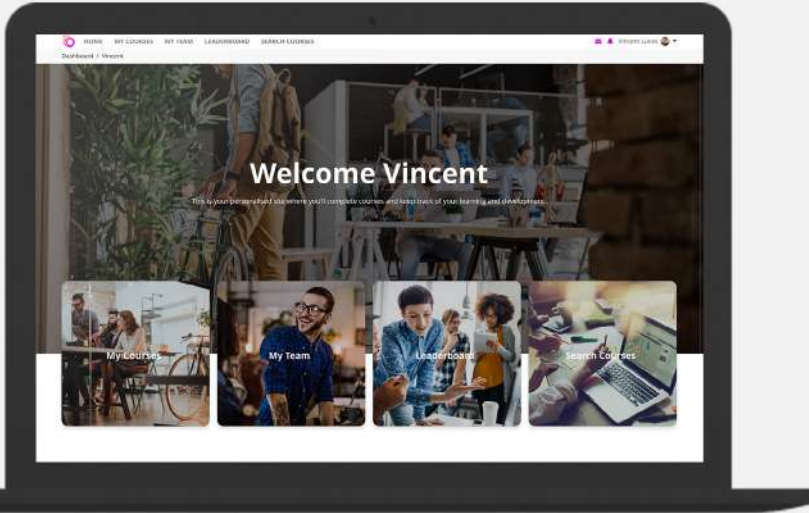 HOME MY COURSES MY TEAM LEADERBOARD SEARCH COURSES
Vincent Lucas
Dashboard / Vincent
Welcome Vincent
This is your personalised site where you'll complete courses and keep track of your learning and development.
My Courses
My Team
Leaderboard
Search Courses